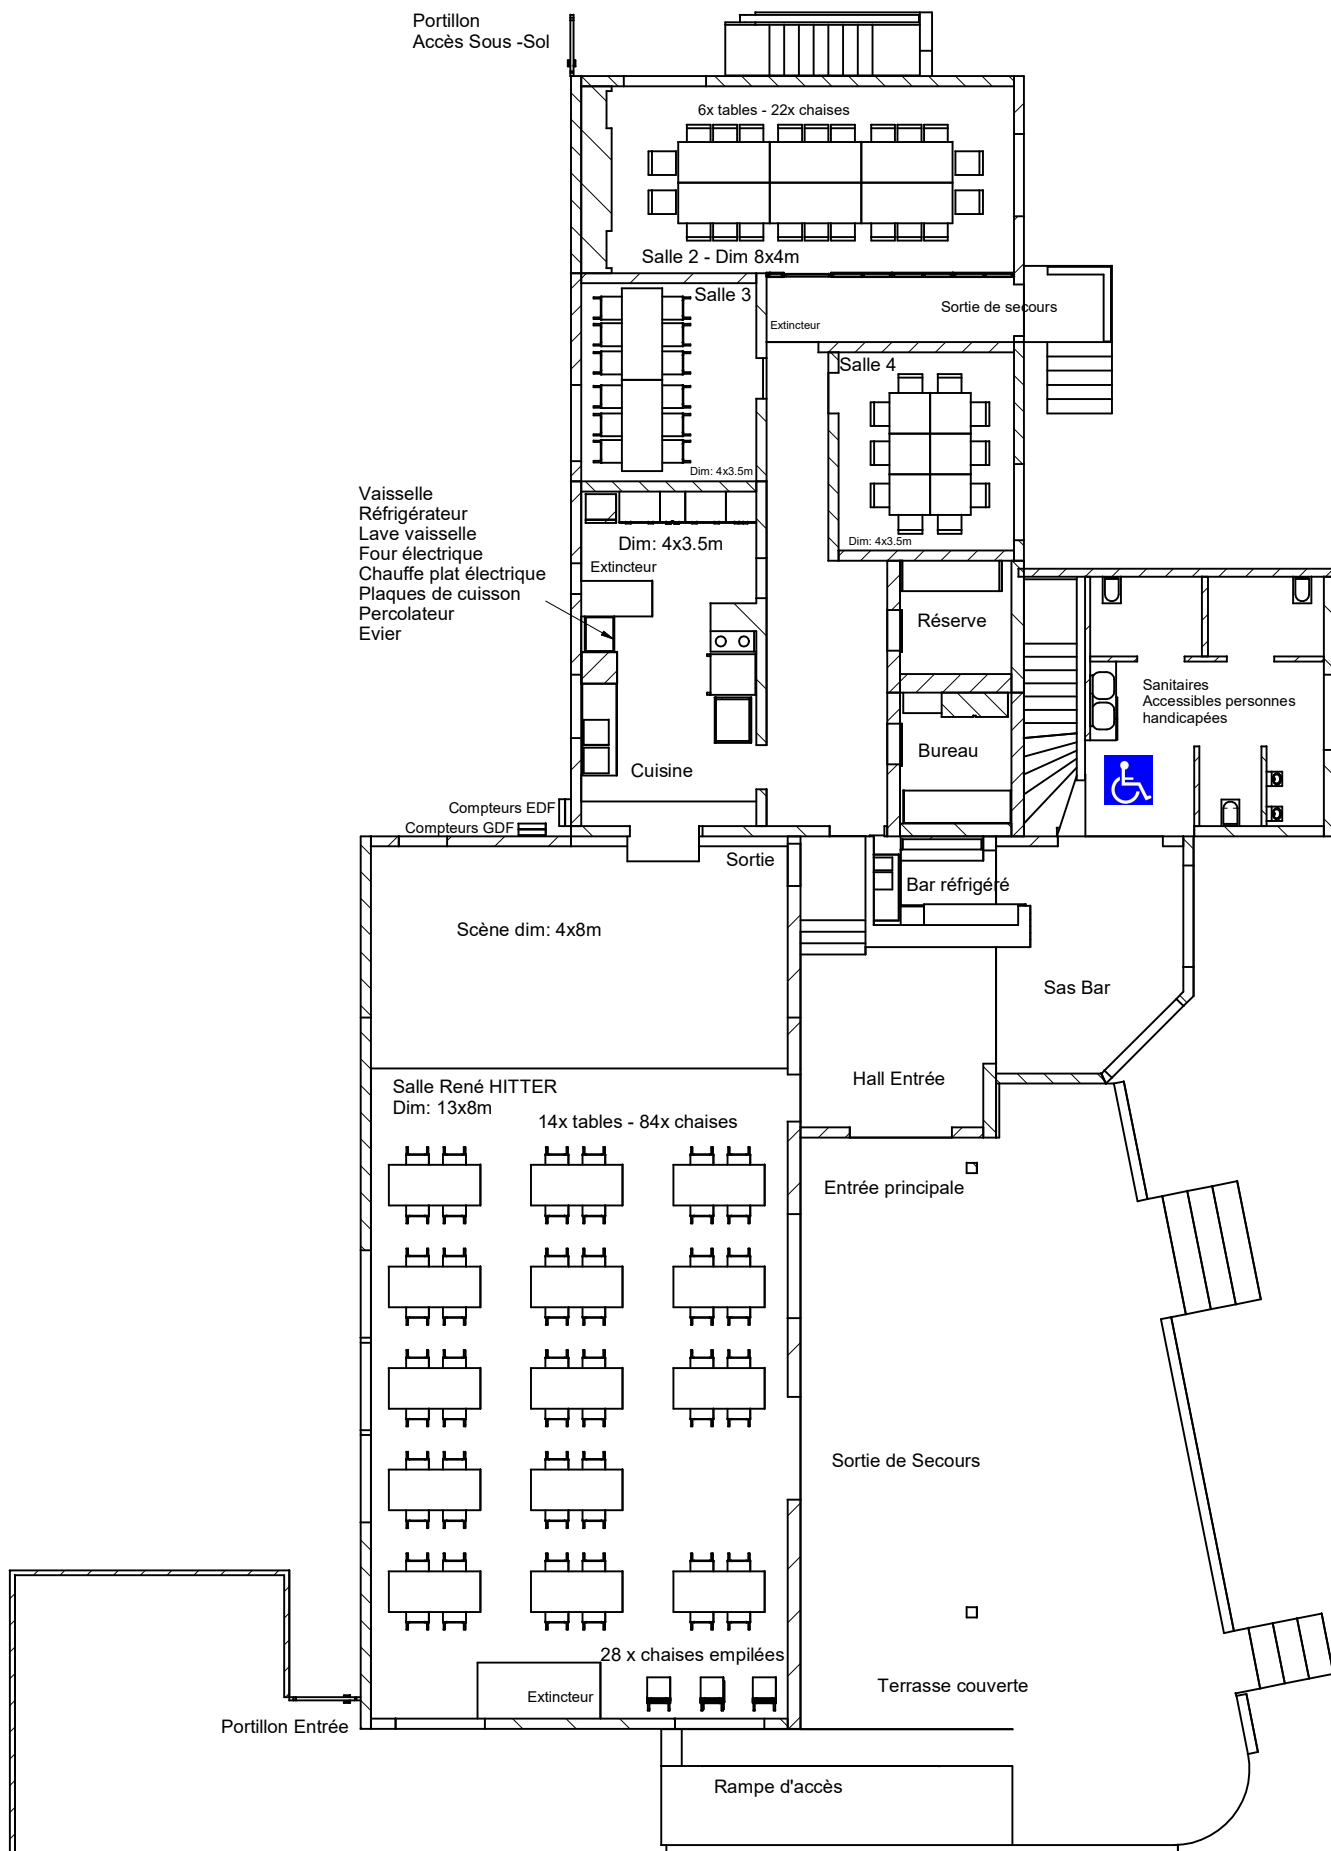 Portillon
Accès Sous -Sol
6x tables - 22x chaises
Salle 2 - Dim 8x4m
Salle 3
Sortie de secours
Extincteur
Salle 4
Dim: 4x3.5m
Vaisselle
Réfrigérateur
Lave vaisselle
Four électrique
Chauffe plat électrique
Plaques de cuisson
Percolateur
Evier
Dim: 4x3.5m
Dim: 4x3.5m
Extincteur
Réserve
Sanitaires
Accessibles personnes
handicapées
Bureau
Cuisine
Compteurs EDF
Compteurs GDF
Sortie
Bar réfrigéré
Scène dim: 4x8m
Sas Bar
Hall Entrée
Salle René HITTER
Dim: 13x8m
14x tables - 84x chaises
Entrée principale
Sortie de Secours
28 x chaises empilées
Extincteur
Terrasse couverte
Portillon Entrée
Rampe d'accès